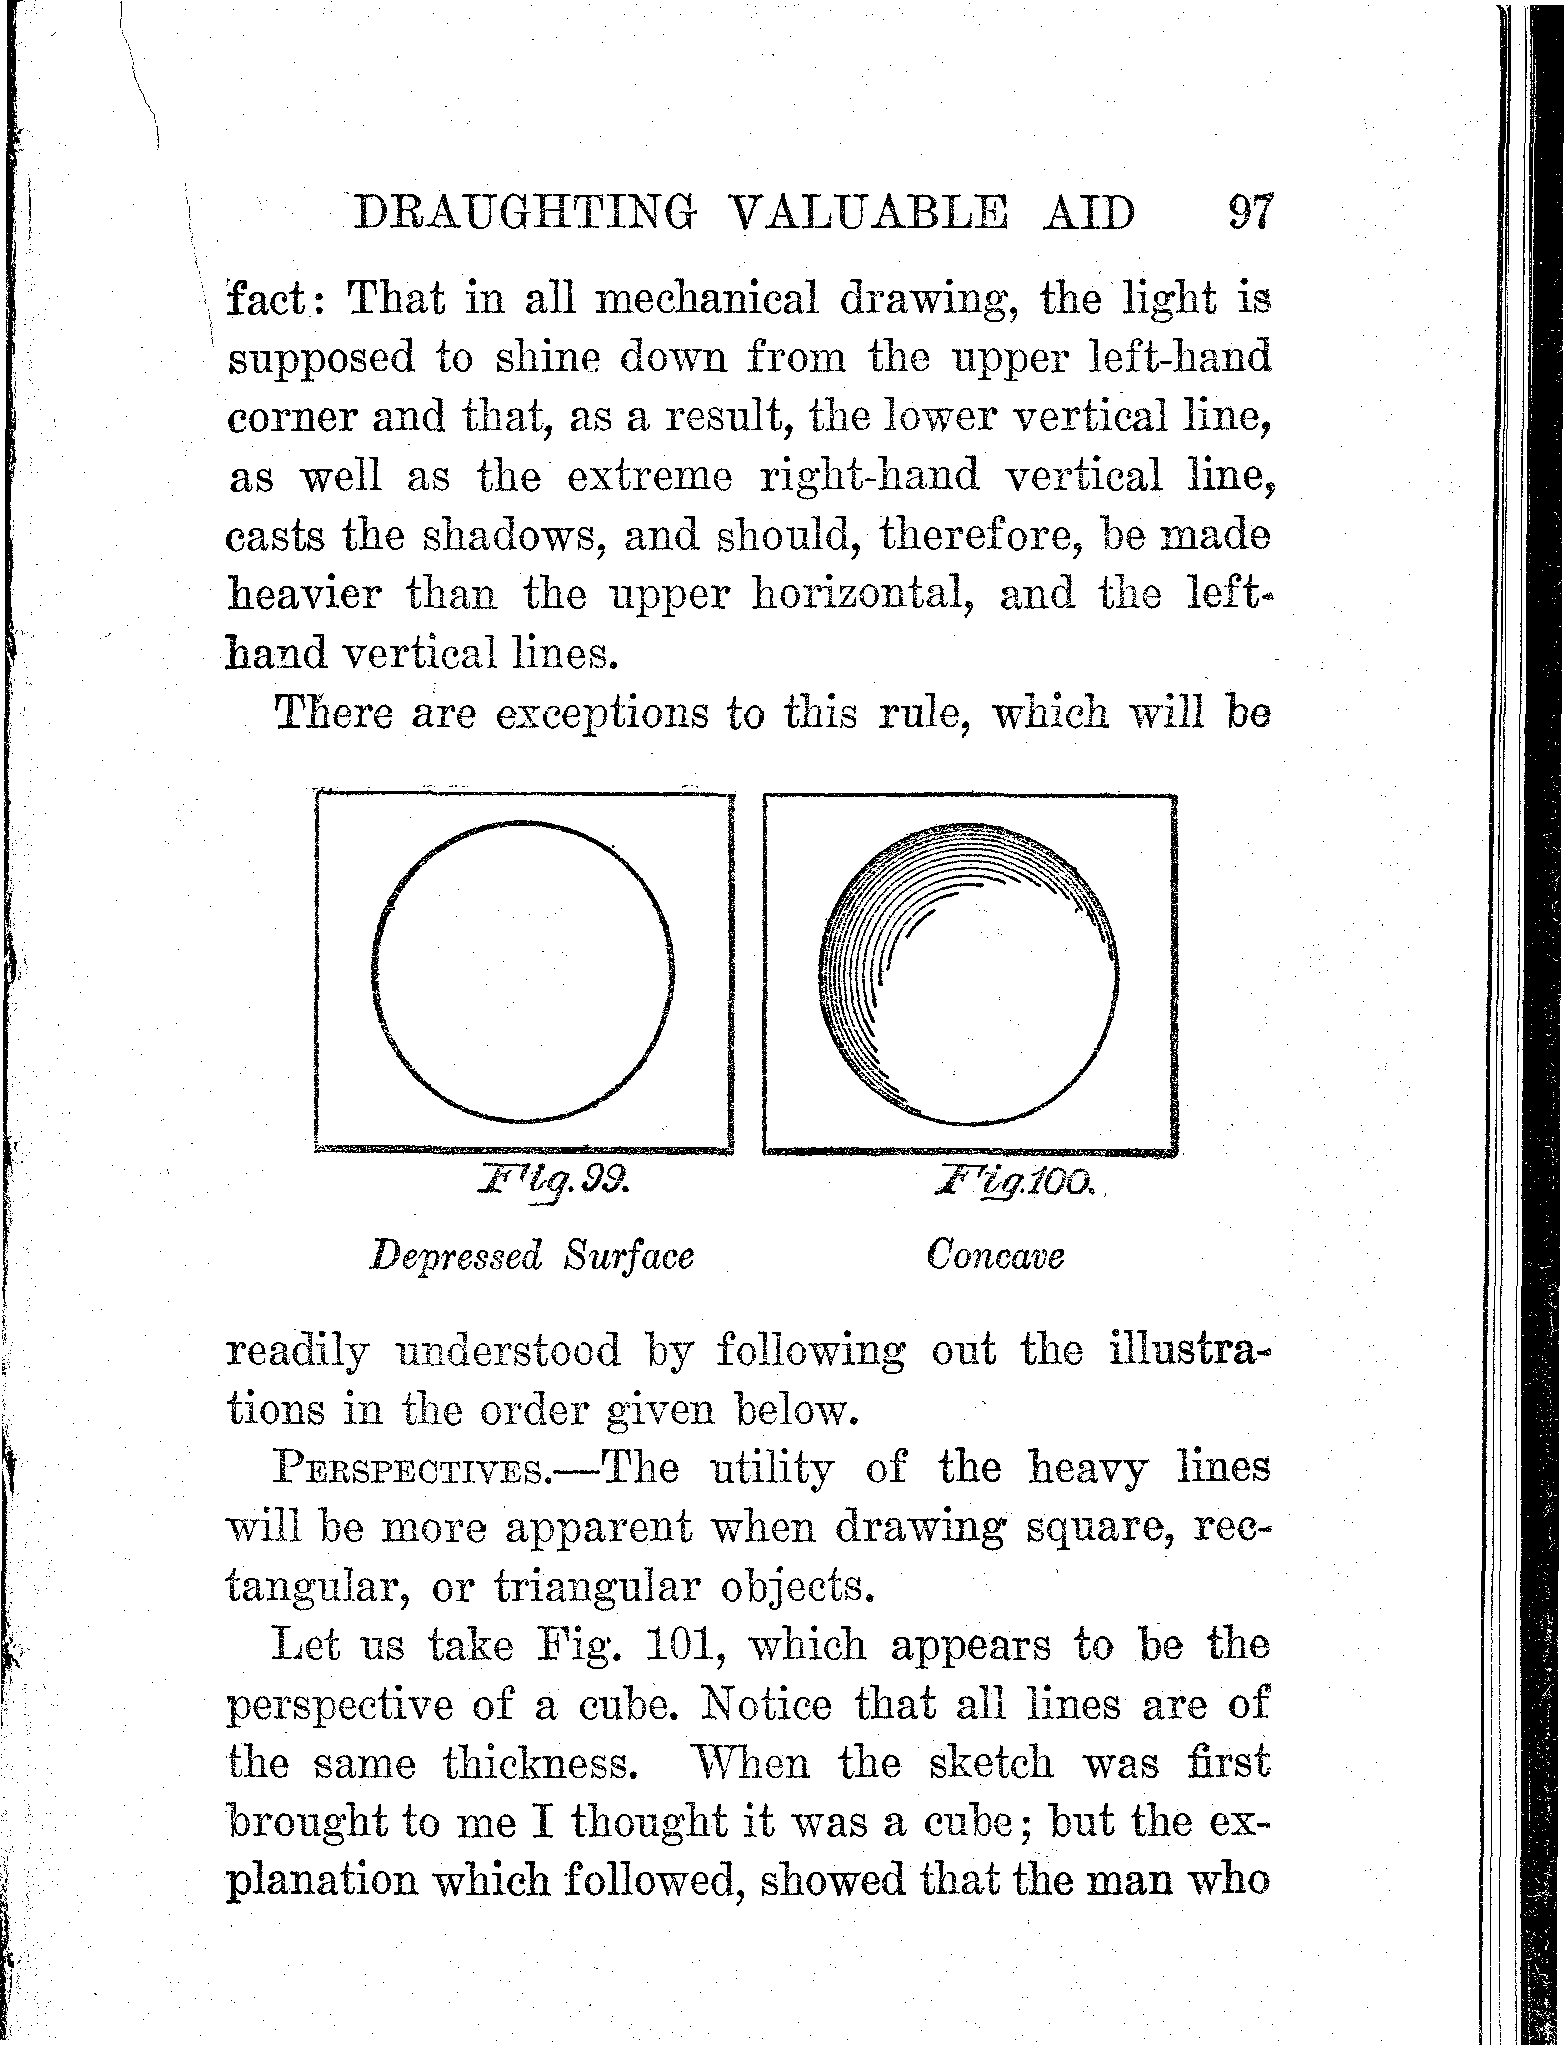 DRAUGHTING VALUABLE AID 97
fact: That in all mechanical drawing, the light is
supposed to shine down from the upper left-hand
corner and that, as a result, the lower vertical line,
as well as the extreme right-hand vertical line,
casts the shadows, and should, therefore, be made
heavier than the upper horizontal, and the left-
hand vertical lines.
There are exceptions to this rule, which will be
Fig. 99.
Fig. 100.
Depressed Surface
Concave
readily understood by following out the illustra-
tions in the order given below.
PERSPECTIVES.—The utility of the heavy lines
will be more apparent when drawing square, rec-
tangular, or triangular objects.
Let us take Fig. 101, which appears to be the
perspective of a cube. Notice that all lines are of
the same thickness. When the sketch was first
brought to me I thought it was a cube; but the ex-
planation which followed, showed that the man who